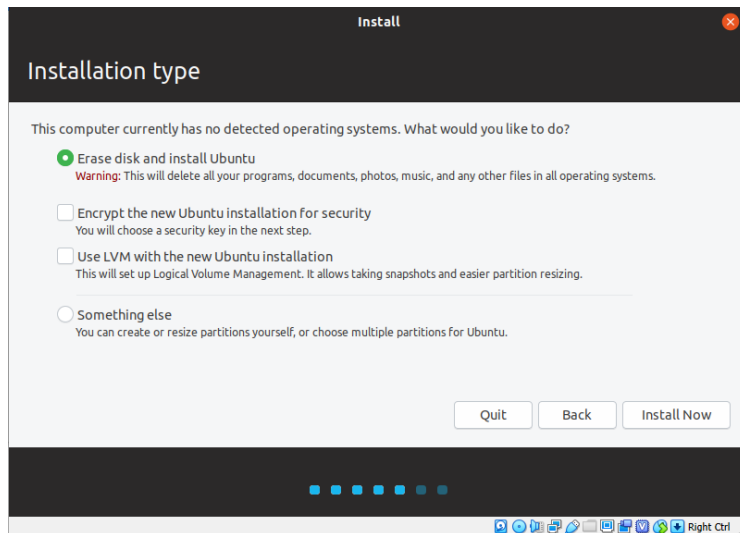 Install
Installation type
This computer currently has no detected operating systems. What would you like to do?
Erase disk and install Ubuntu
Warning: This will delete all your programs, documents, photos, music, and any other files in all operating systems.
Encrypt the new Ubuntu installation for security
You will choose a security key in the next step.
Use LVM with the new Ubuntu installation
This will set up Logical Volume Management. It allows taking snapshots and easier partition resizing.
Something else
You can create or resize partitions yourself, or choose multiple partitions for Ubuntu.
Quit Back Install Now
Right Ctrl